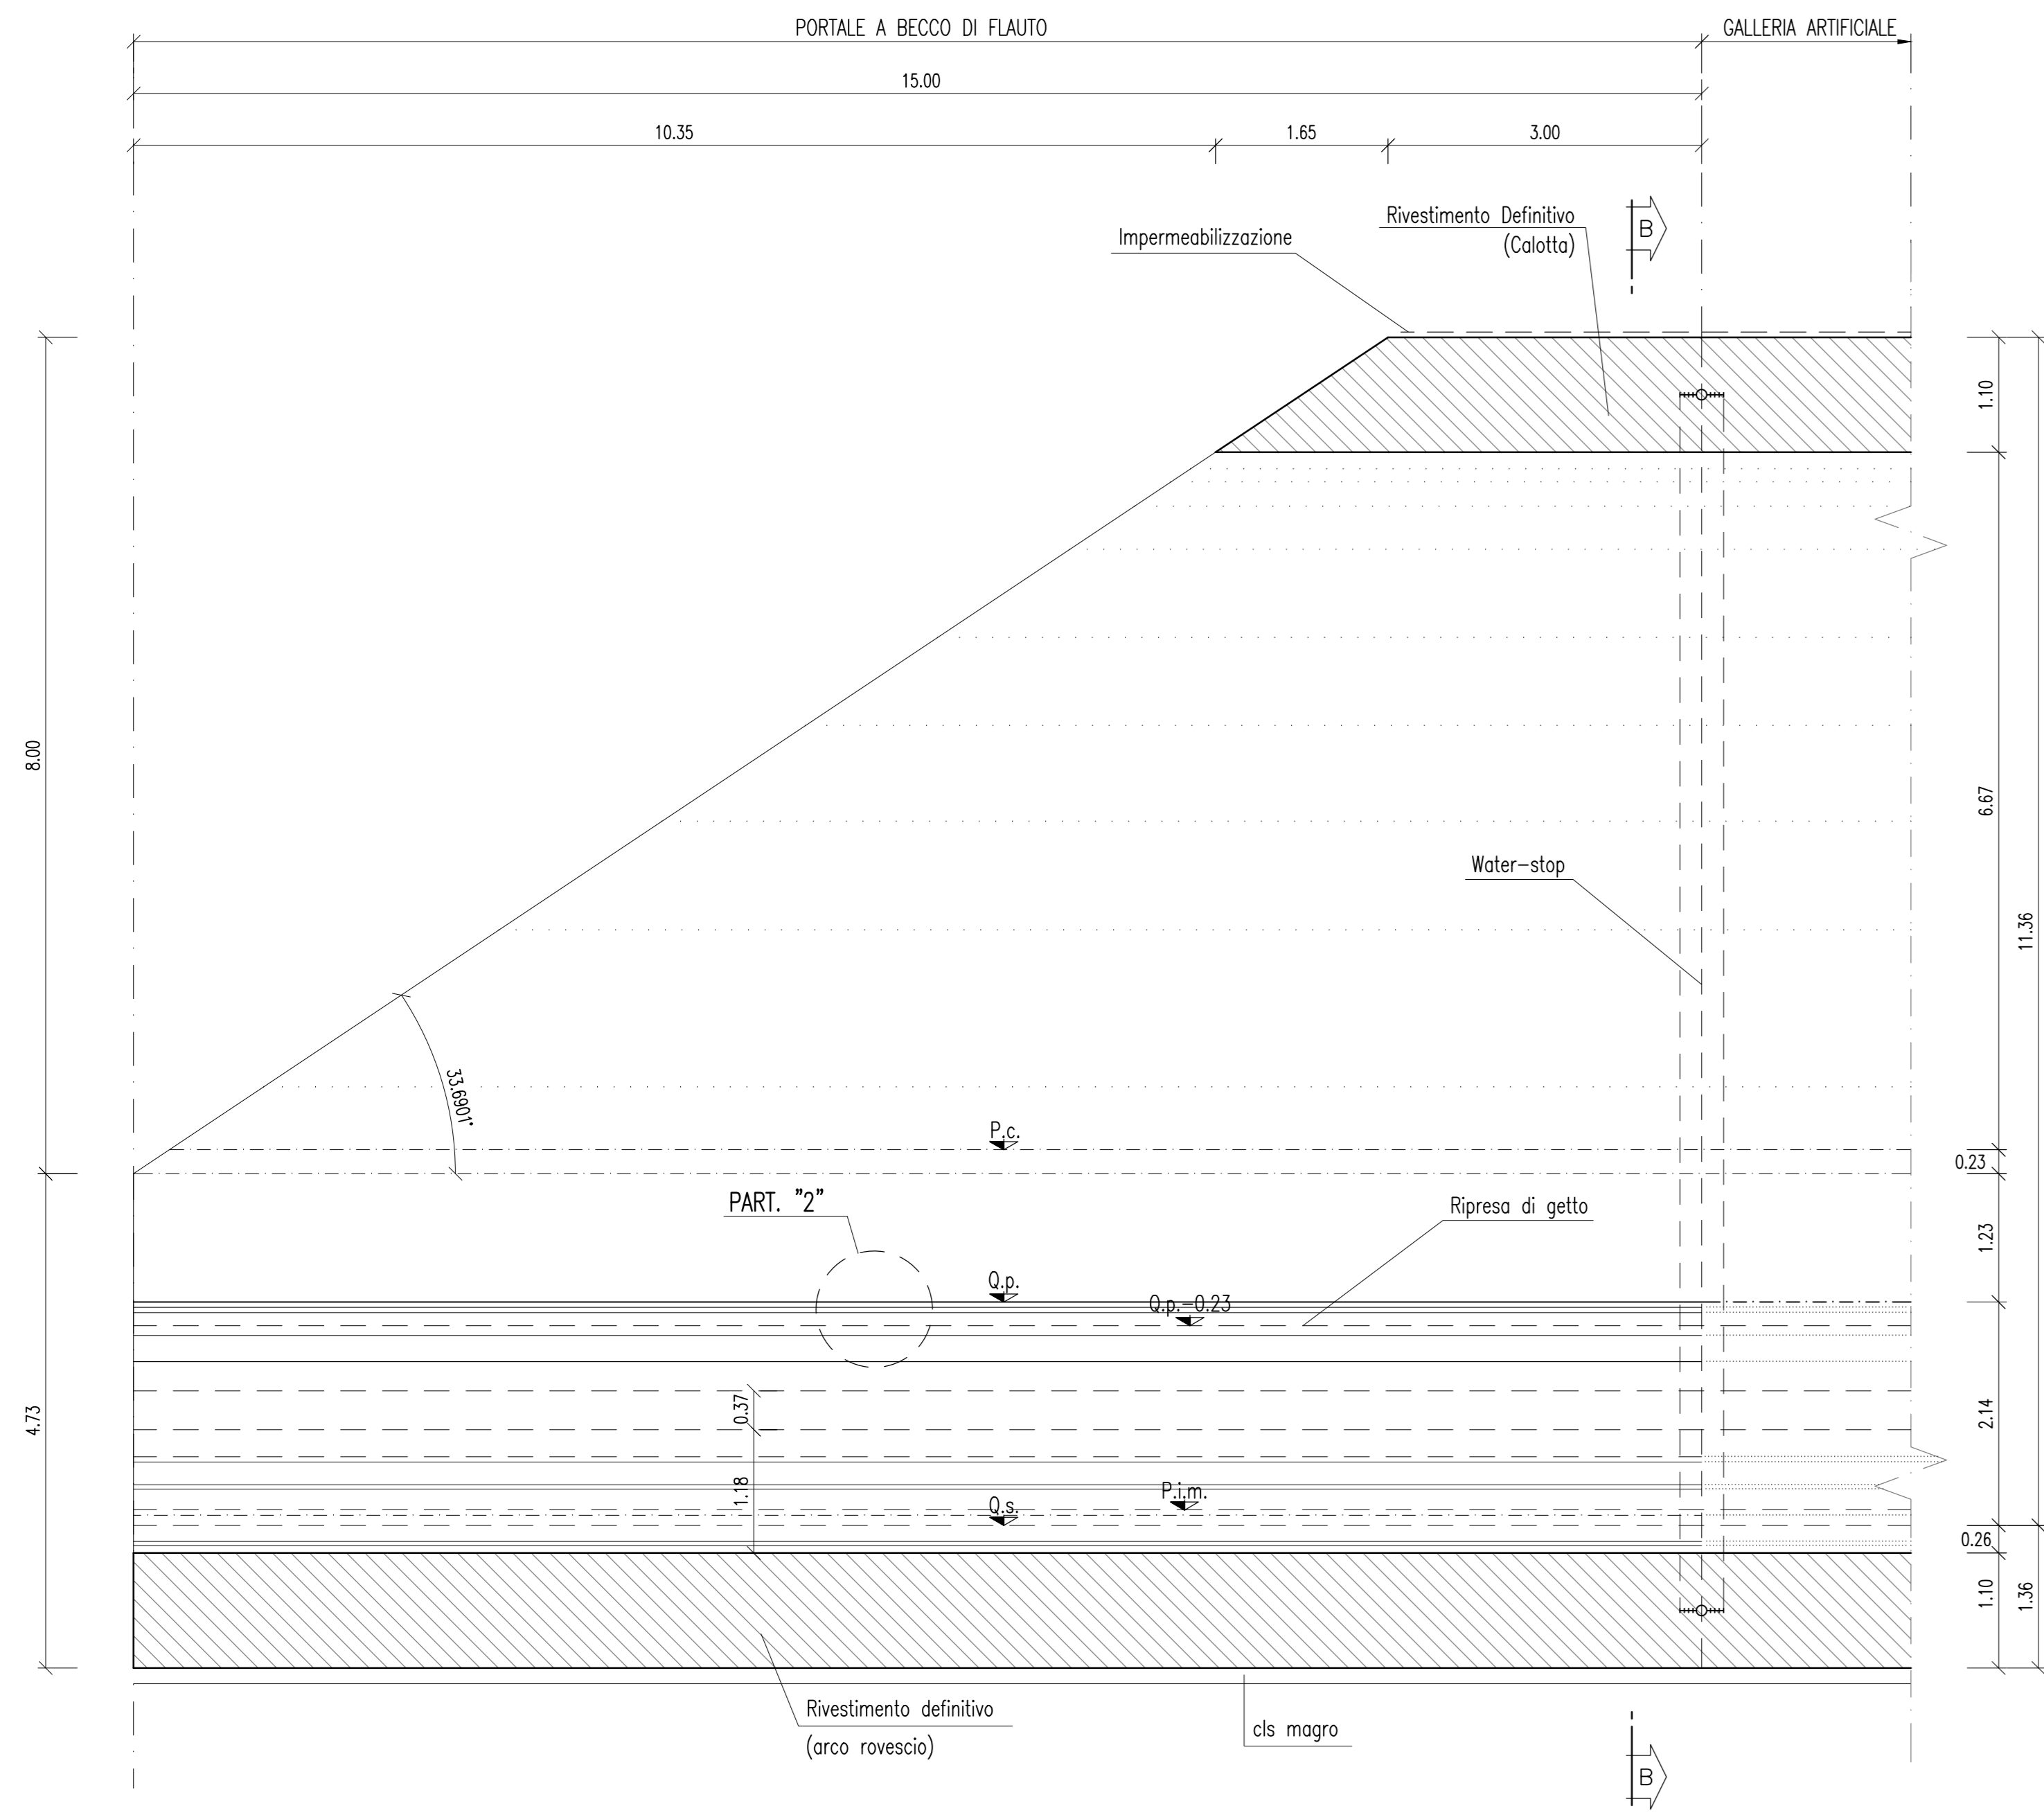 PORTALE A BECCO DI FLAUTO
GALLERIA ARTIFICIALE
15.00
10.35
1.65
3.00
Rivestimento Definitivo
(Calotta)
B
Impermeabilizzazione
1.10
8.00
6.67
Water-stop
11.36
33.6901°
P.c.
0.23
PART. "2"
Ripresa di getto
1.23
Q.p.
Q.p.-0.23
0.37
4.73
2.14
1.18
P.i.m.
Q.s.
0.26
1.10
1.36
Rivestimento definitivo
(arco rovescio)
cls magro
B